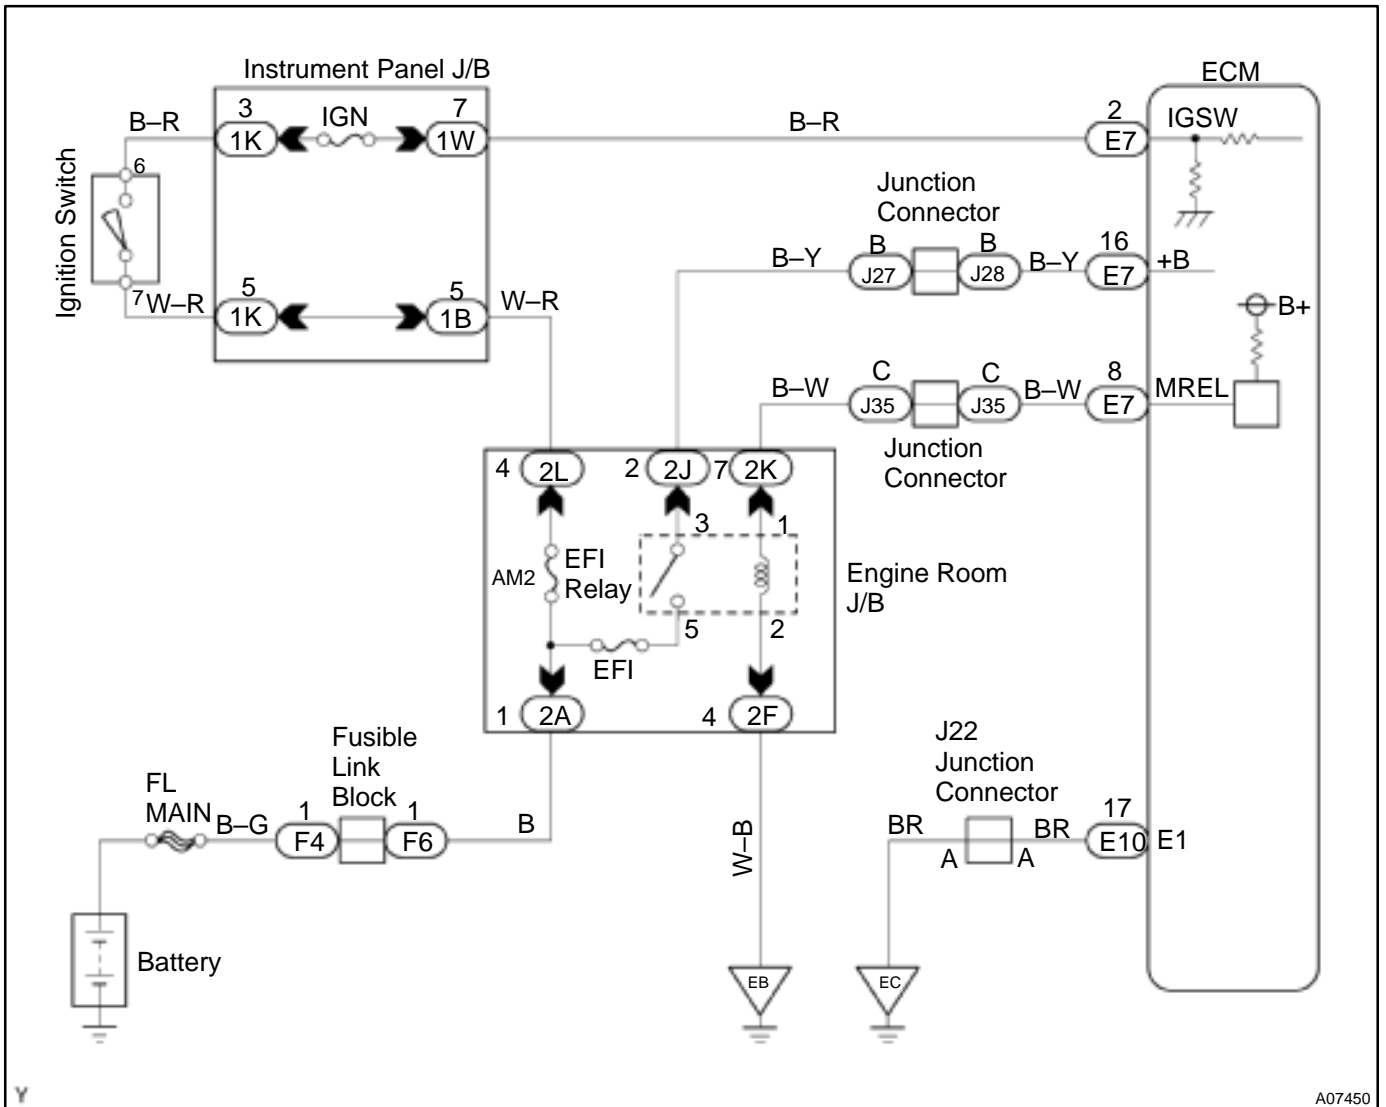 Instrument Panel J/B
ECM
B–R
3
1K
IGN
7
1W
B–R
2
E7
IGSW
Ignition Switch
6
7
W–R
5
1K
5
1B
W–R
Junction
Connector
B–Y
B
J27
B
J28
B–Y
16
E7
+B
B+
B–W
C
J35
C
J35
B–W
8
E7
MREL
Junction
Connector
4
2L
2
2J
7
2K
3
1
AM2
EFI
Relay
5
2
EFI
Engine Room
J/B
1
2A
4
2F
Fusible
Link
Block
FL
MAIN
B–G
1
F4
1
F6
B
W–B
J22
Junction
Connector
BR
A
A
BR
17
E10
E1
Battery
EB
EC
Y
A07450